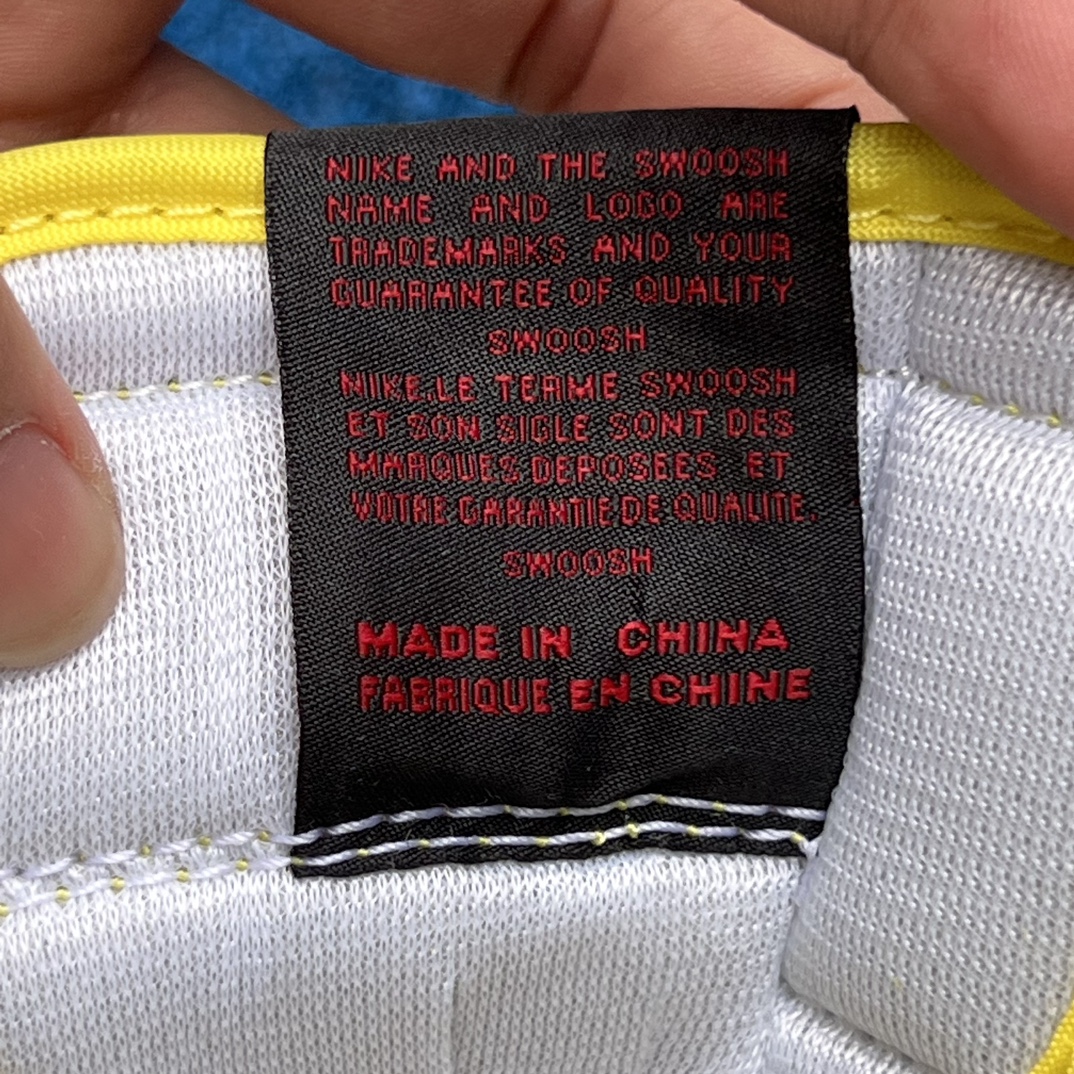 NIKE AND THE SWOOSH
NAME AND LOGO ARE
TRADEMARKS AND YOUR
GUARANTEE OF QUALITY
SWOOSH
NIKE.LE TERME SWOOSH
ET SON SIGLE SONT DES
MARQUES DEPOSEES ET
VOTRE GARANTIE DE QUALITE.
SWOOSH
MADE IN CHINA
FABRIQUE EN CHINE